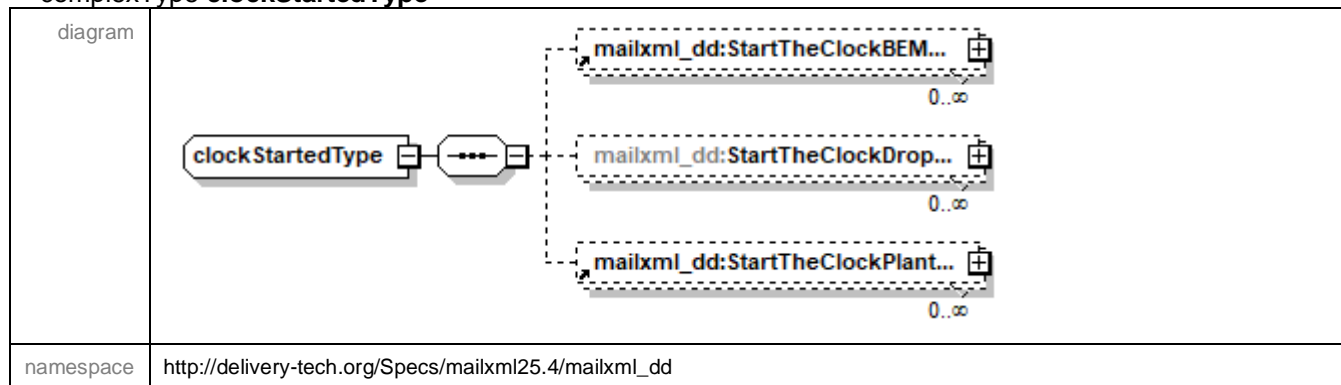 complexType clockStartedType
diagram
mailxml_dd:StartTheClockBEM...
0..∞
clockStartedType
mailxml_dd:StartTheClockDrop...
0..∞
mailxml_dd:StartTheClockPlant...
0..∞
namespace
http://delivery-tech.org/Specs/mailxml25.4/mailxml_dd